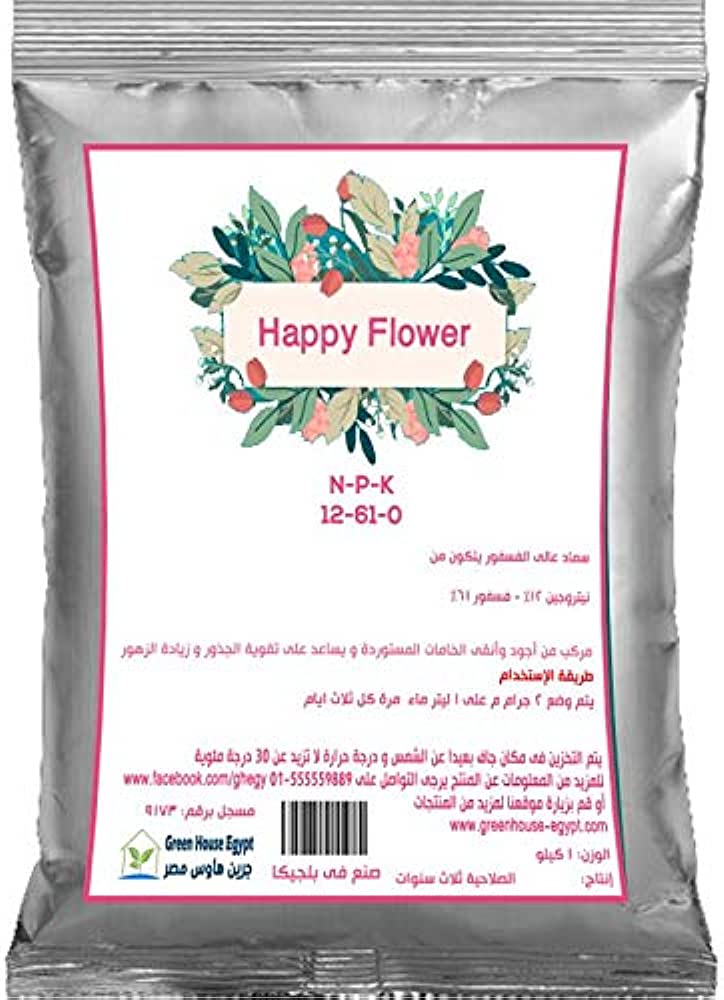 Happy Flower
N-P-K
12-61-0
سماد عالى الفسفور يتكون من
نيتروجين ١٢٪ - فسفور ٦١٪
مركب من أجود وأنقى الخامات المستوردة و يساعد على تقوية الجذور و زيادة الزهور
طريقة الإستخدام
يتم وضع ٢ جرام م على ١ ليتر ماء مرة كل ثلاث ايام
يتم التخزين فى مكان جاف بعيدا عن الشمس و درجة حرارة لا تزيد عن 30 درجة مئوية
للمزيد من المعلومات عن المنتج يرجى التواصل على 01-555559889 www.facebook.com/ghegy
أو قم بزيارة موقعنا لمزيد من المنتجات
www.greenhouse-egypt.com
مسجل برقم: ٩١٧٣
الوزن: ١ كيلو
إنتاج: الصلاحية ثلاث سنوات
صنع فى بلجيكا
Green House Egypt
جرين هاوس مصر